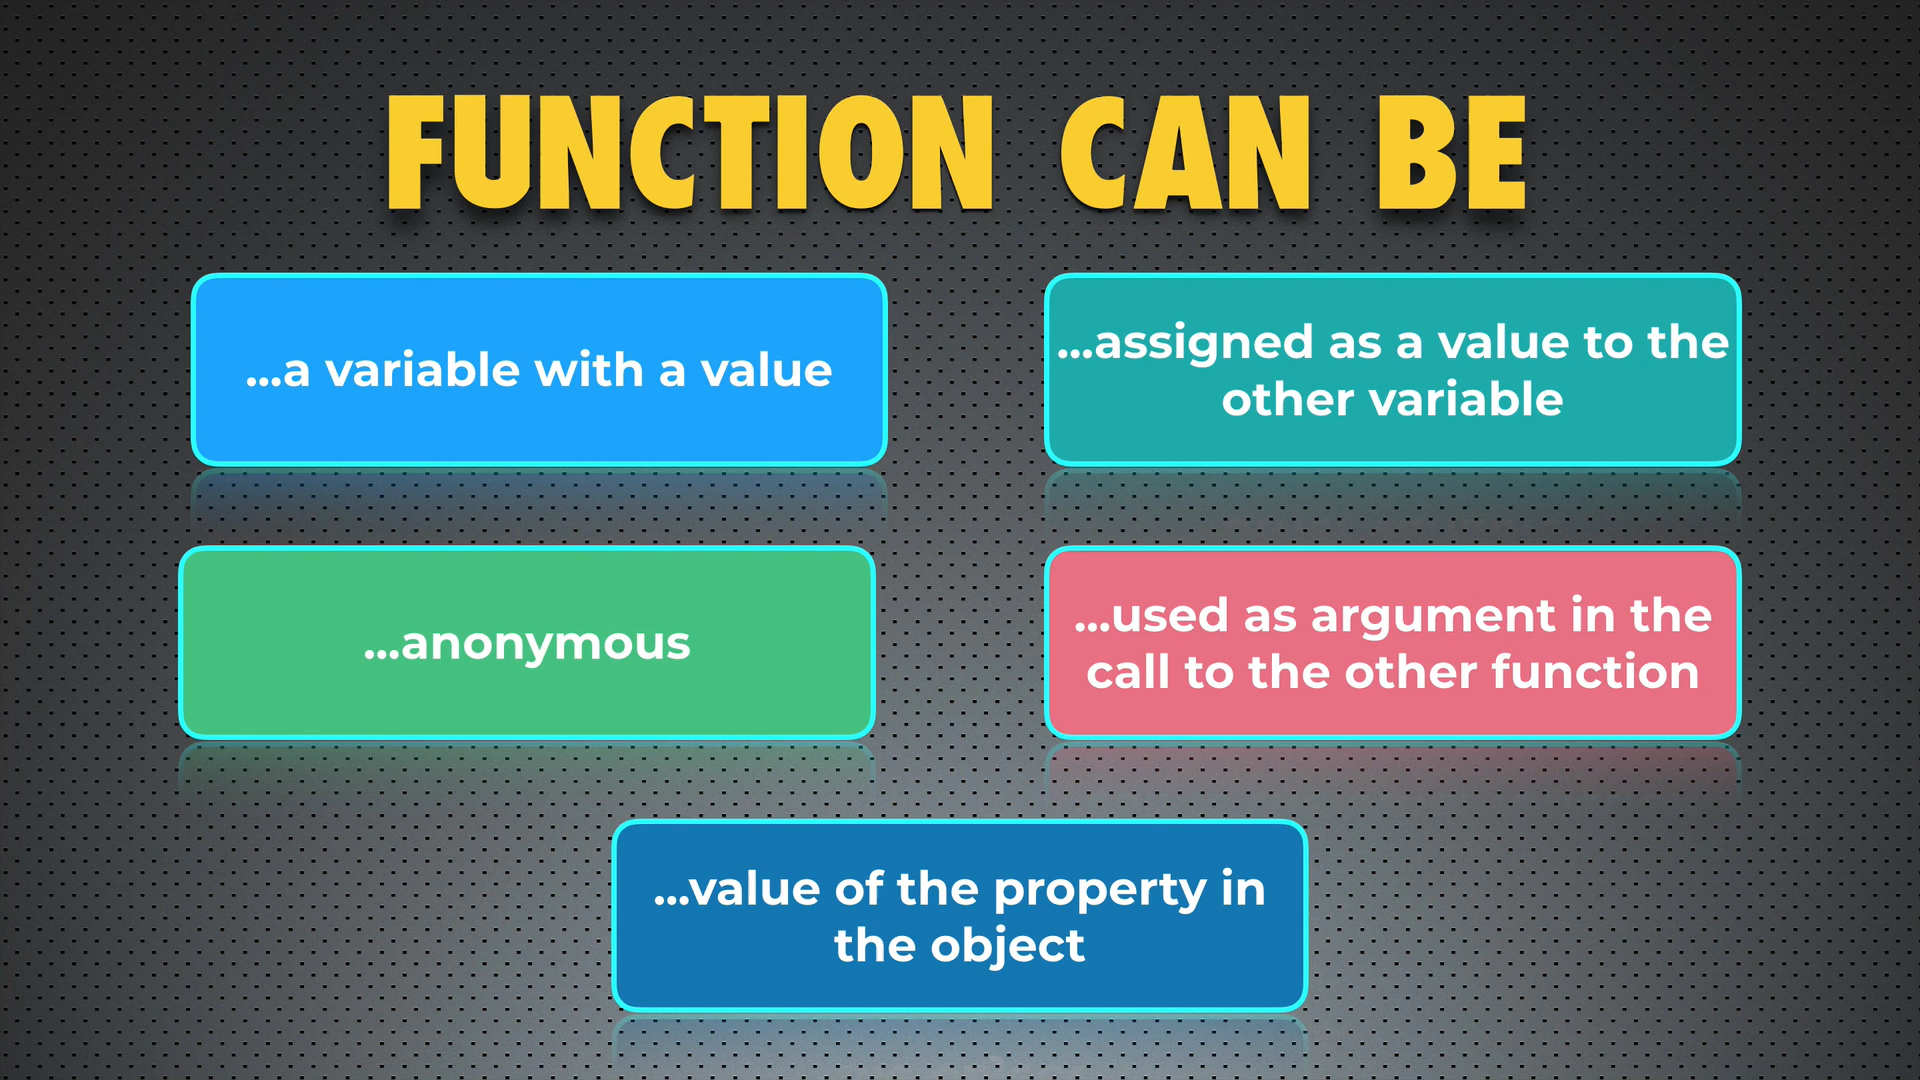 FUNCTION CAN BE
...a variable with a value
...assigned as a value to the
other variable
...anonymous
...used as argument in the
call to the other function
...value of the property in
the object